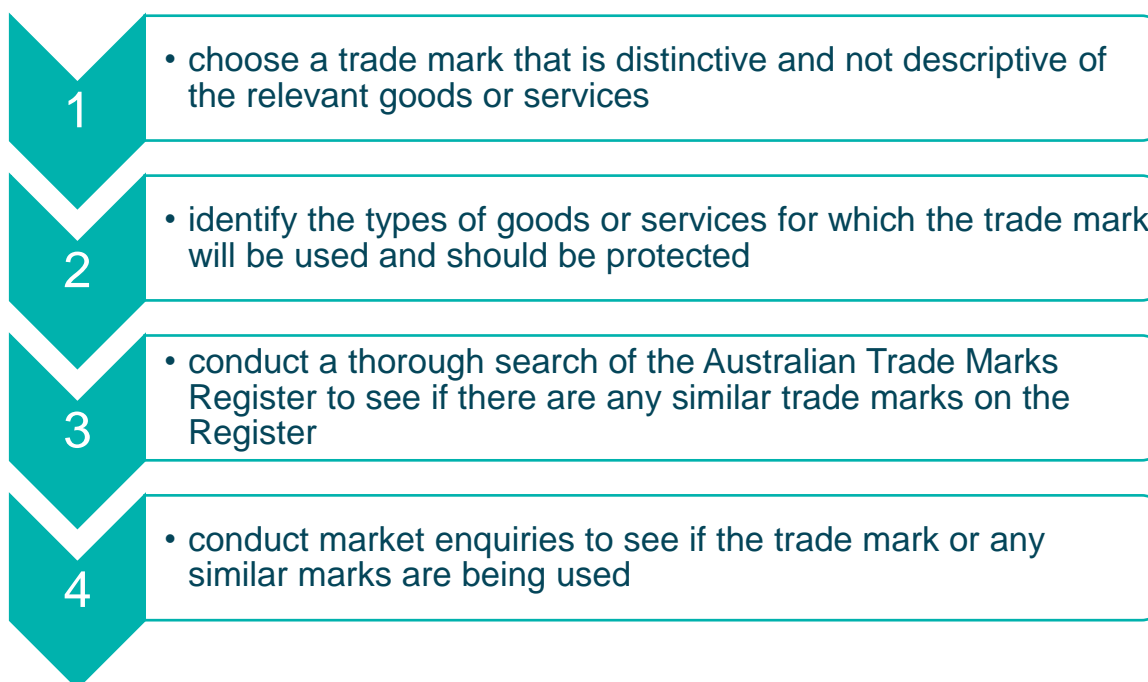 1
• choose a trade mark that is distinctive and not descriptive of
the relevant goods or services
2
• identify the types of goods or services for which the trade mark
will be used and should be protected
3
• conduct a thorough search of the Australian Trade Marks
Register to see if there are any similar trade marks on the
Register
4
• conduct market enquiries to see if the trade mark or any
similar marks are being used